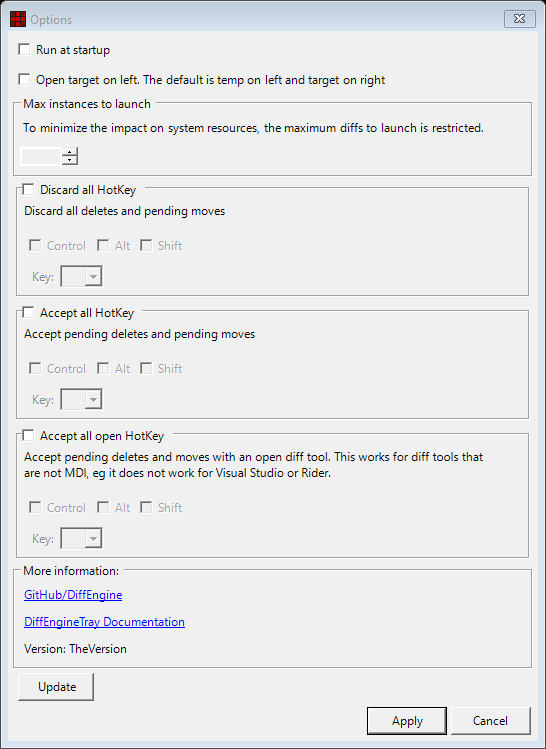 Options
Run at startup
Open target on left. The default is temp on left and target on right
Max instances to launch
To minimize the impact on system resources, the maximum diffs to launch is restricted.
Discard all HotKey
Discard all deletes and pending moves
Control Alt Shift
Key:
Accept all HotKey
Accept pending deletes and pending moves
Control Alt Shift
Key:
Accept all open HotKey
Accept pending deletes and moves with an open diff tool. This works for diff tools that
are not MDI, eg it does not work for Visual Studio or Rider.
Control Alt Shift
Key:
More information:
GitHub/DiffEngine
DiffEngineTray Documentation
Version: TheVersion
Update
Apply Cancel